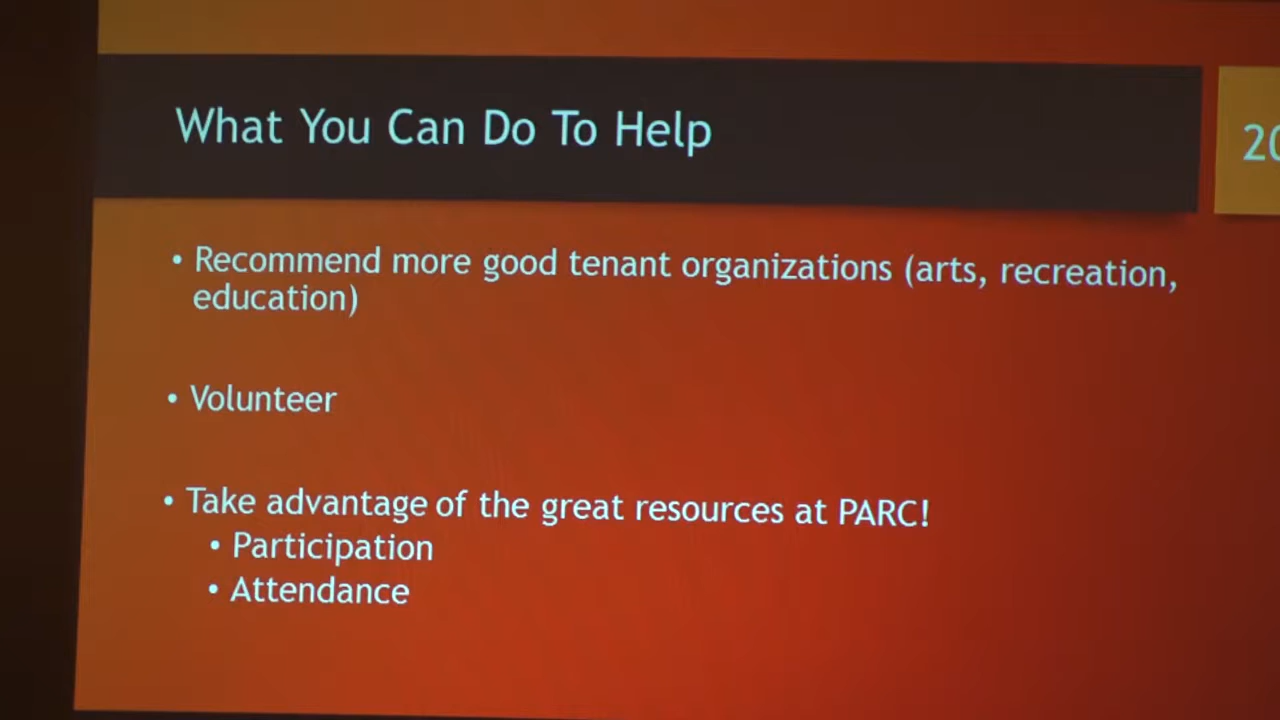 What You Can Do To Help
20
• Recommend more good tenant organizations (arts, recreation,
education)
• Volunteer
• Take advantage of the great resources at PARC!
• Participation
• Attendance